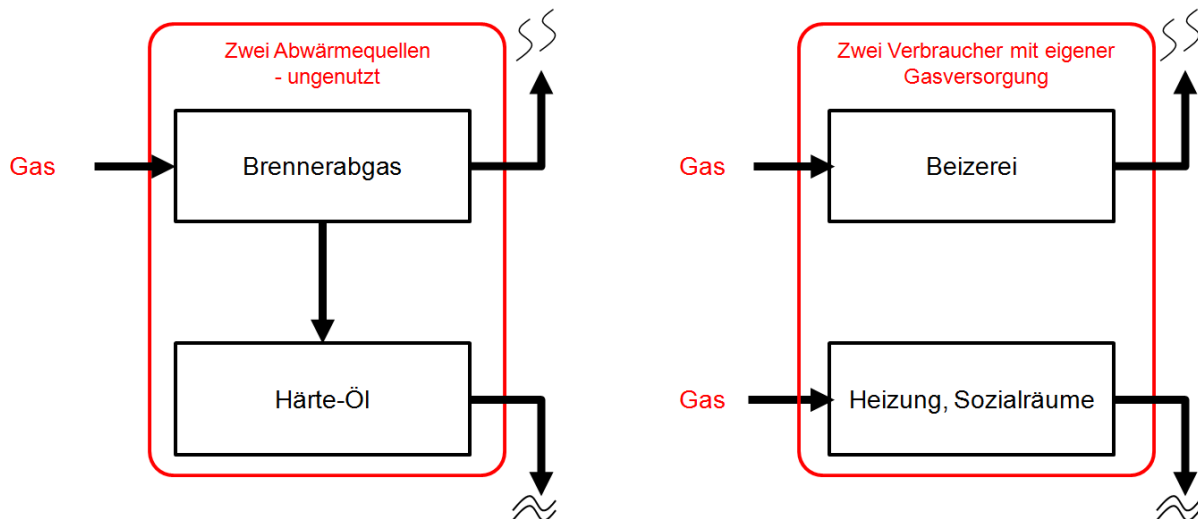 Zwei Abwärmequellen
- ungenutzt
Gas
Brennerabgas
Härte-Öl
Zwei Verbraucher mit eigener
Gasversorgung
Gas
Beizerei
Gas
Heizung, Sozialräume